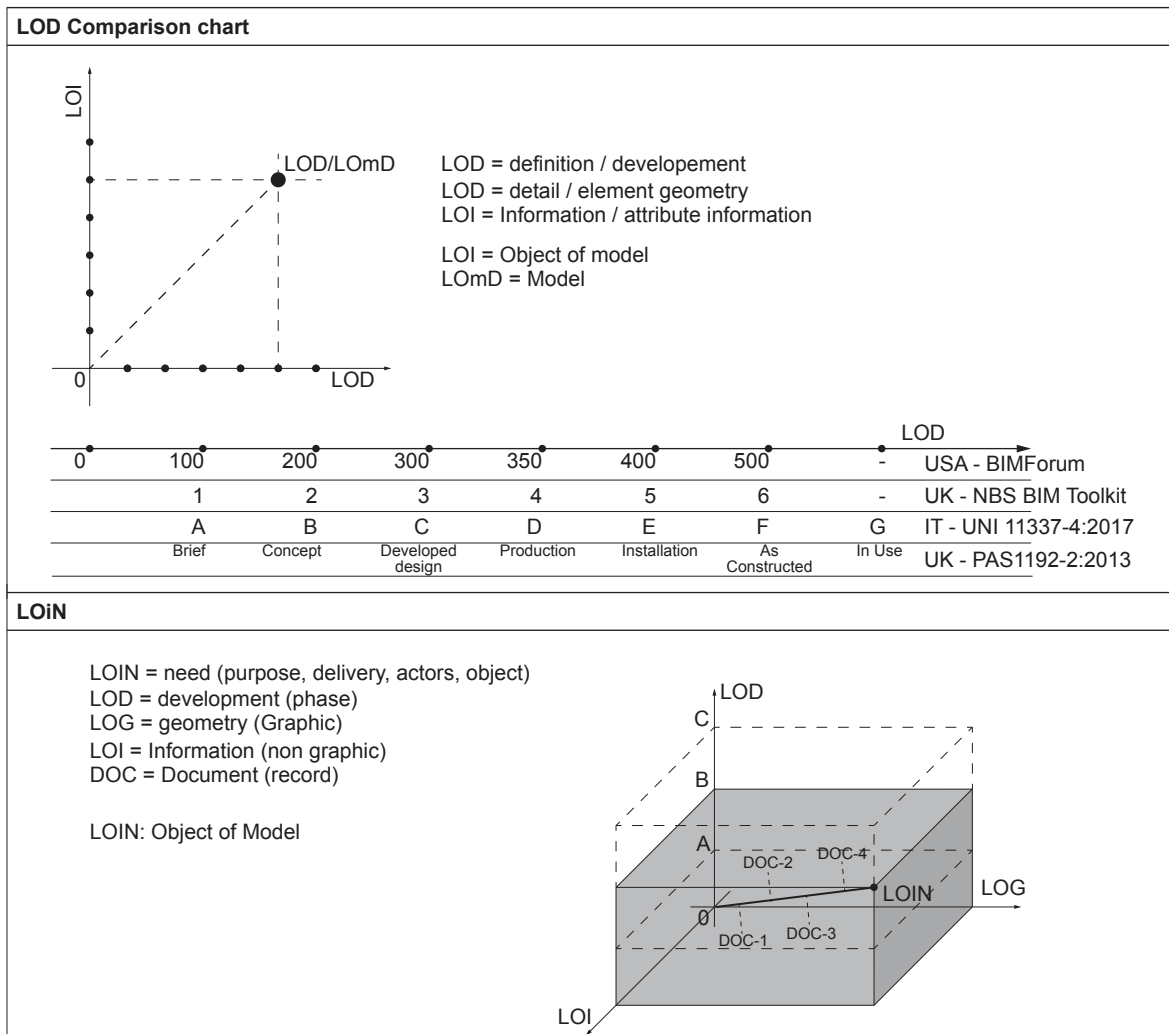 LOD Comparison chart
LOI
LOD/LOmD
LOD = definition / developement
LOD = detail / element geometry
LOI = Information / attribute information
LOI = Object of model
LOmD = Model
0
LOD
LOD
0 100 200 300 350 400 500 - USA - BIMForum
1 2 3 4 5 6 - UK - NBS BIM Toolkit
A B C D E F G IT - UNI 11337-4:2017
Brief Concept Developed design Production Installation As Constructed In Use UK - PAS1192-2:2013
LOiN
LOIN = need (purpose, delivery, actors, object)
LOD = development (phase)
LOG = geometry (Graphic)
LOI = Information (non graphic)
DOC = Document (record)
LOIN: Object of Model
LOD
C
B
A
DOC-2 DOC-4
LOIN LOG
0
DOC-1 DOC-3
LOI